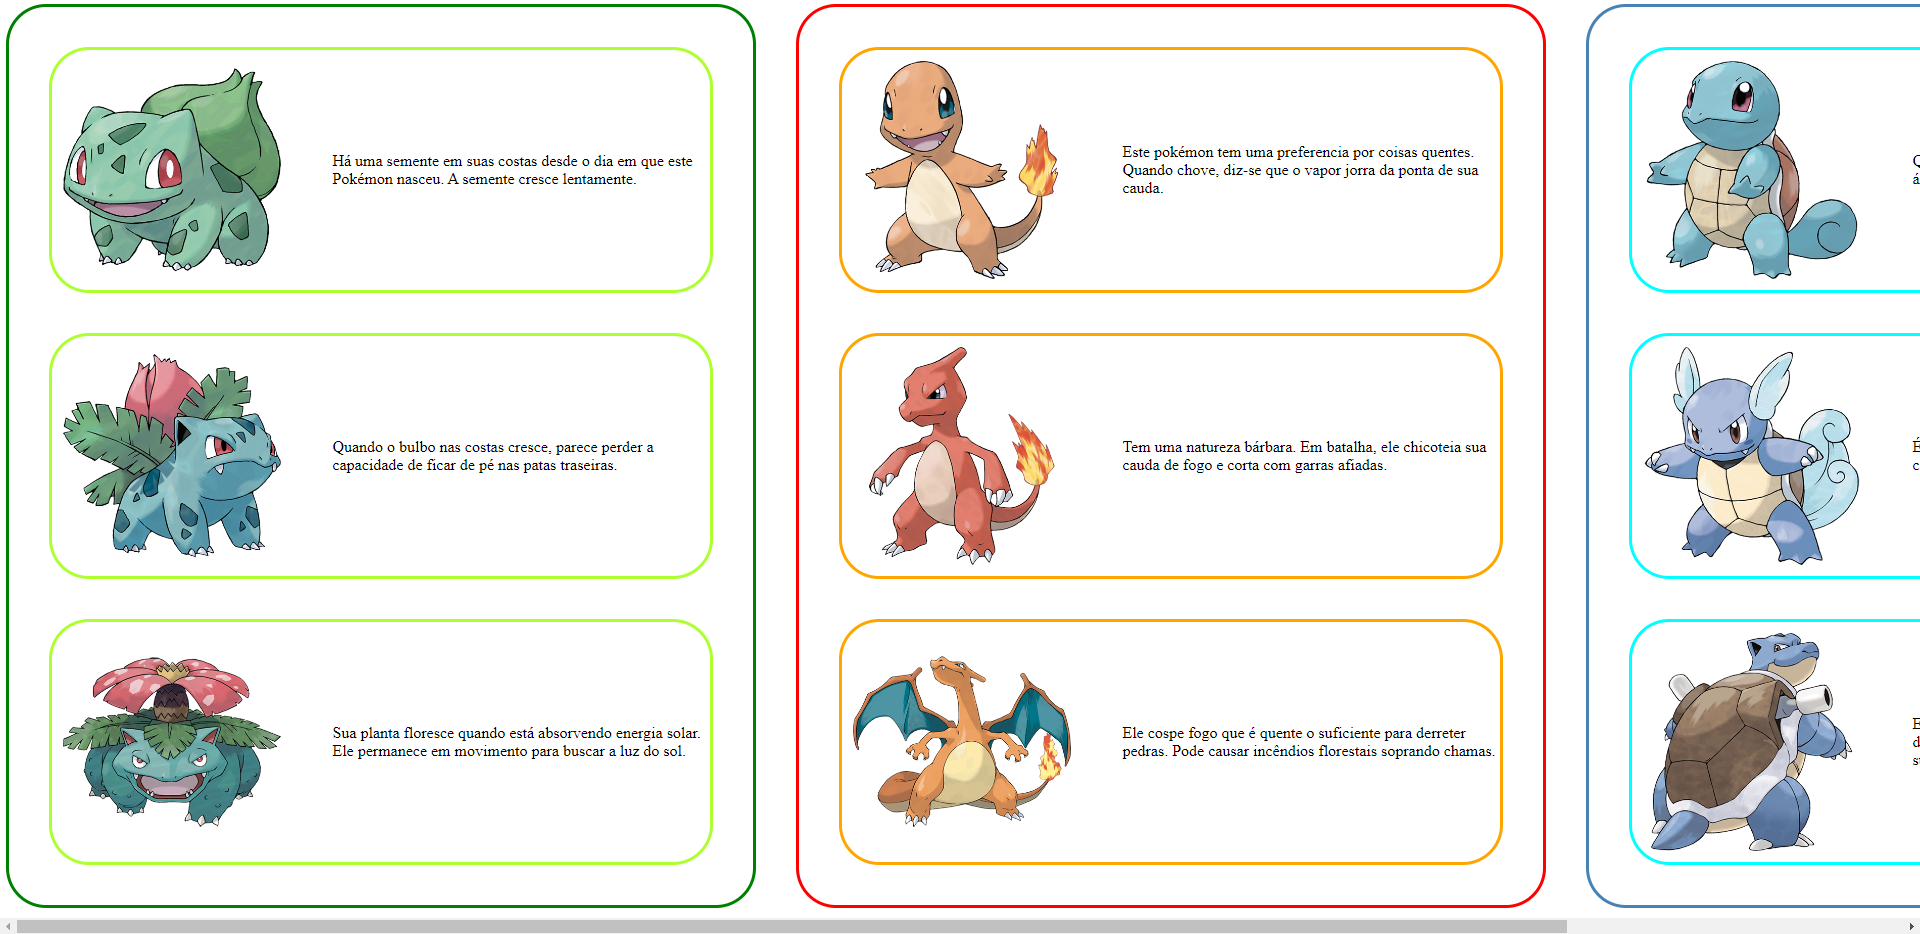 Há uma semente em suas costas desde o dia em que este
Pokémon nasceu. A semente cresce lentamente.
Quando o bulbo nas costas cresce, parece perder a
capacidade de ficar de pé nas patas traseiras.
Sua planta floresce quando está absorvendo energia solar.
Ele permanece em movimento para buscar a luz do sol.
Este pokémon tem uma preferencia por coisas quentes.
Quando chove, diz-se que o vapor jorra da ponta de sua
cauda.
Tem uma natureza bárbara. Em batalha, ele chicoteia sua
cauda de fogo e corta com garras afiadas.
Ele cospe fogo que é quente o suficiente para derreter
pedras. Pode causar incêndios florestais soprando chamas.